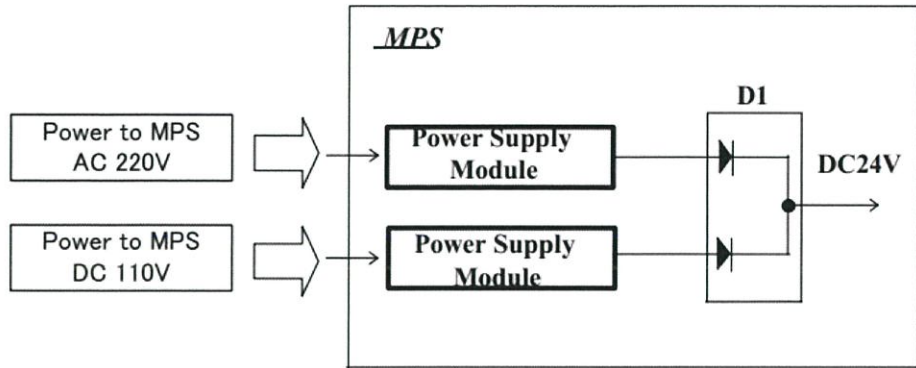 MPS
D1
Power to MPS
AC 220V
Power Supply
Module
DC24V
Power to MPS
DC 110V
Power Supply
Module